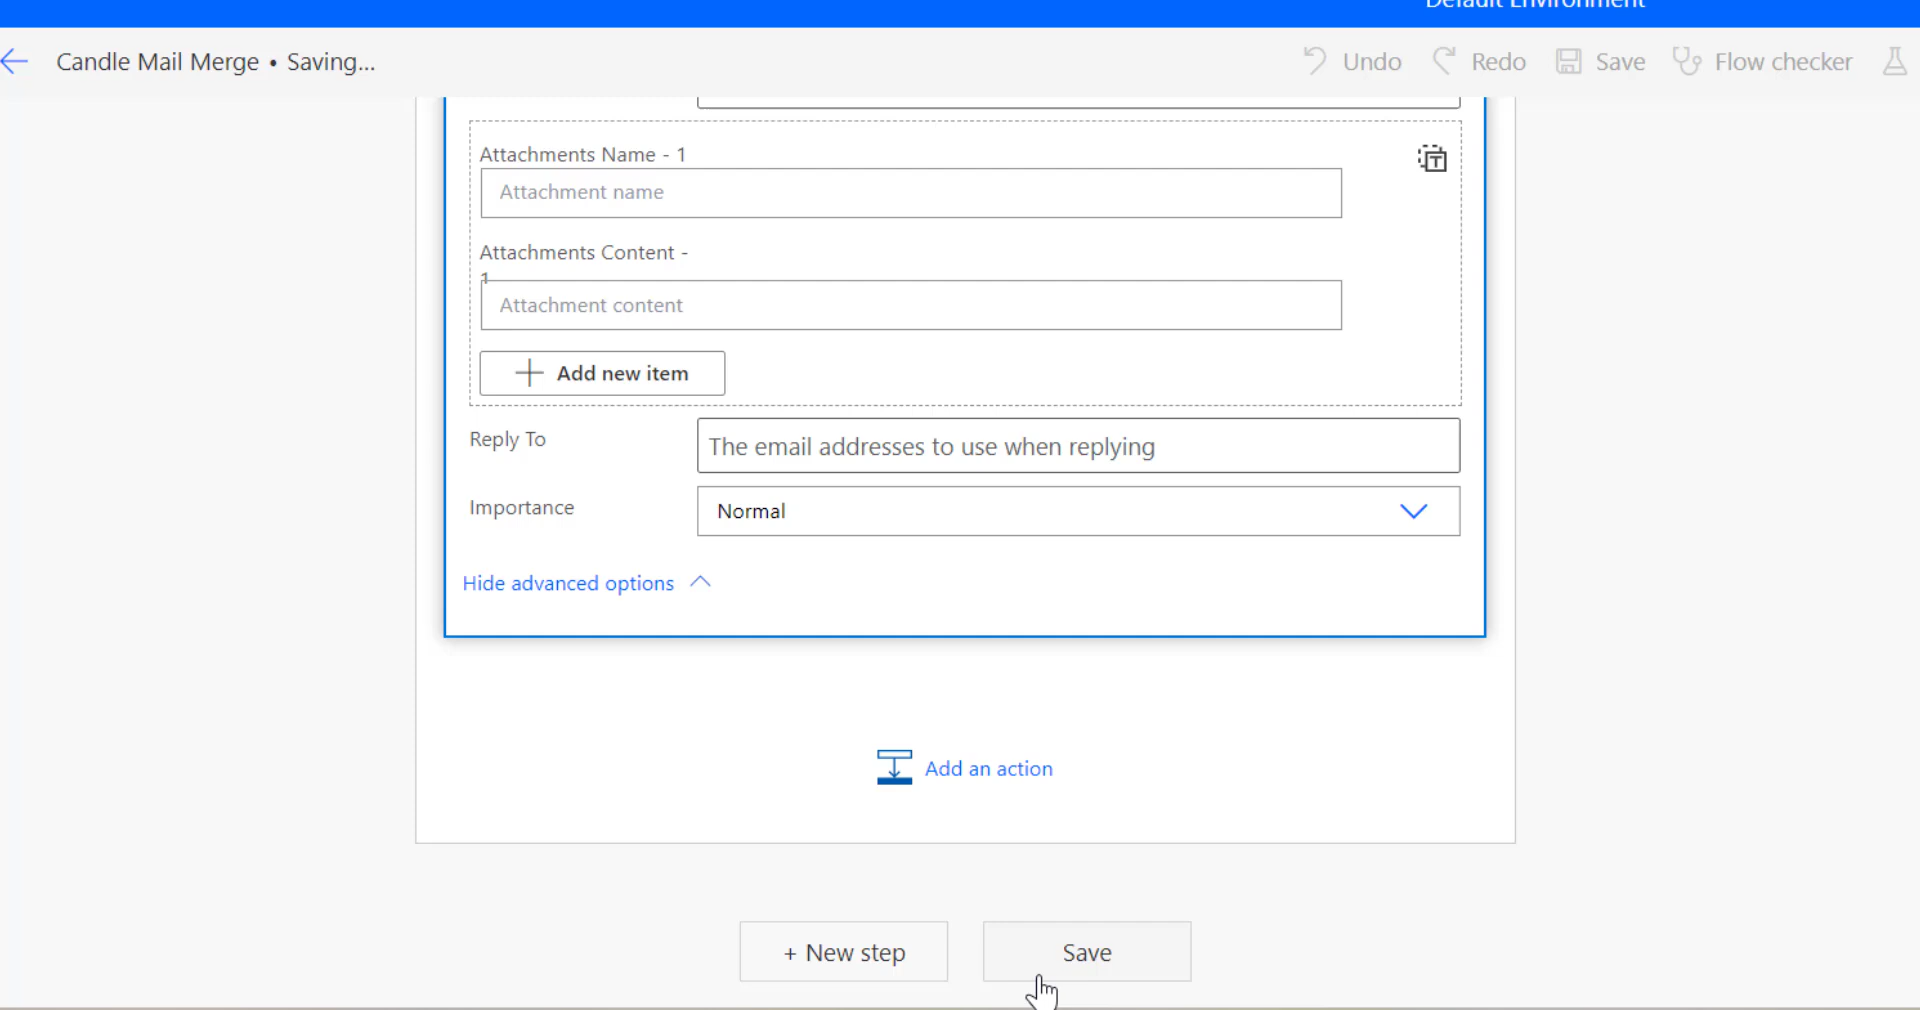 Default Environment
Candle Mail Merge • Saving...
Undo
Redo
Save
Flow checker
Attachments Name - 1
Attachment name
Attachments Content -
1
Attachment content
Add new item
Reply To
The email addresses to use when replying
Importance
Normal
Hide advanced options
Add an action
+ New step
Save